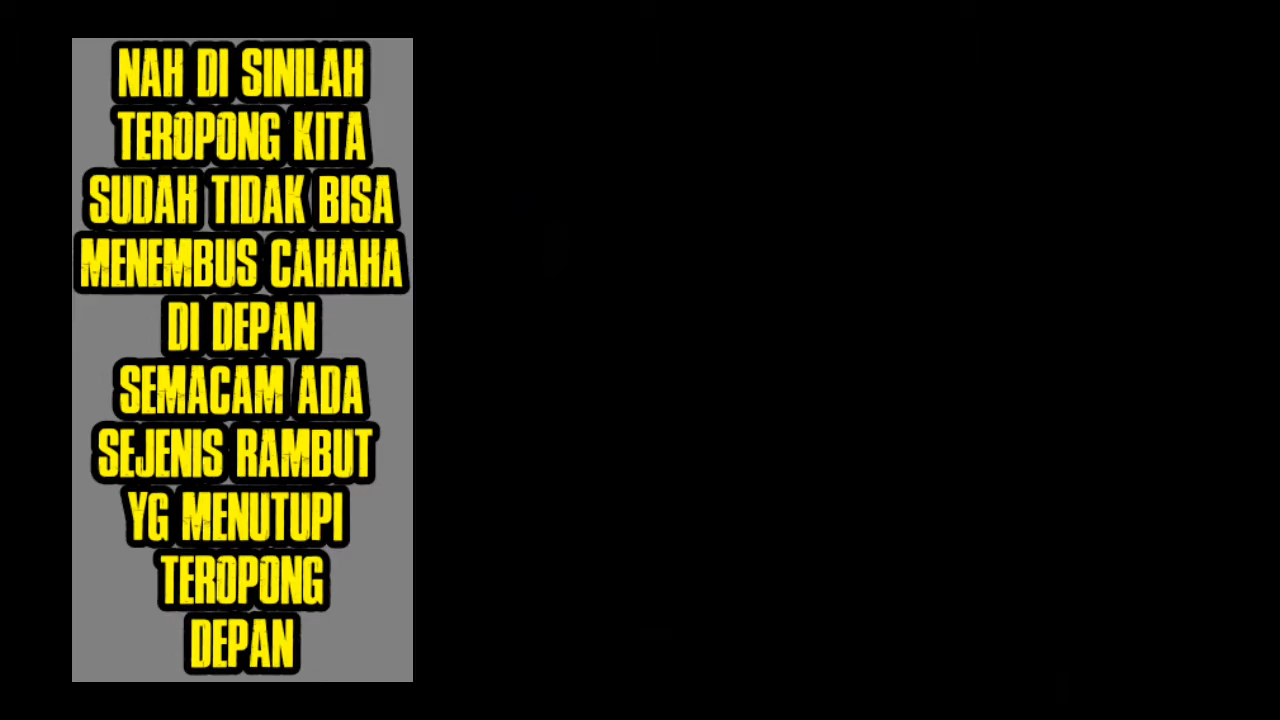 NAH DI SINILAH
TEROPONG KITA
SUDAH TIDAK BISA
MENEMBUS CAHAHA
DI DEPAN
SEMACAM ADA
SEJENIS RAMBUT
YG MENUTUPI
TEROPONG
DEPAN